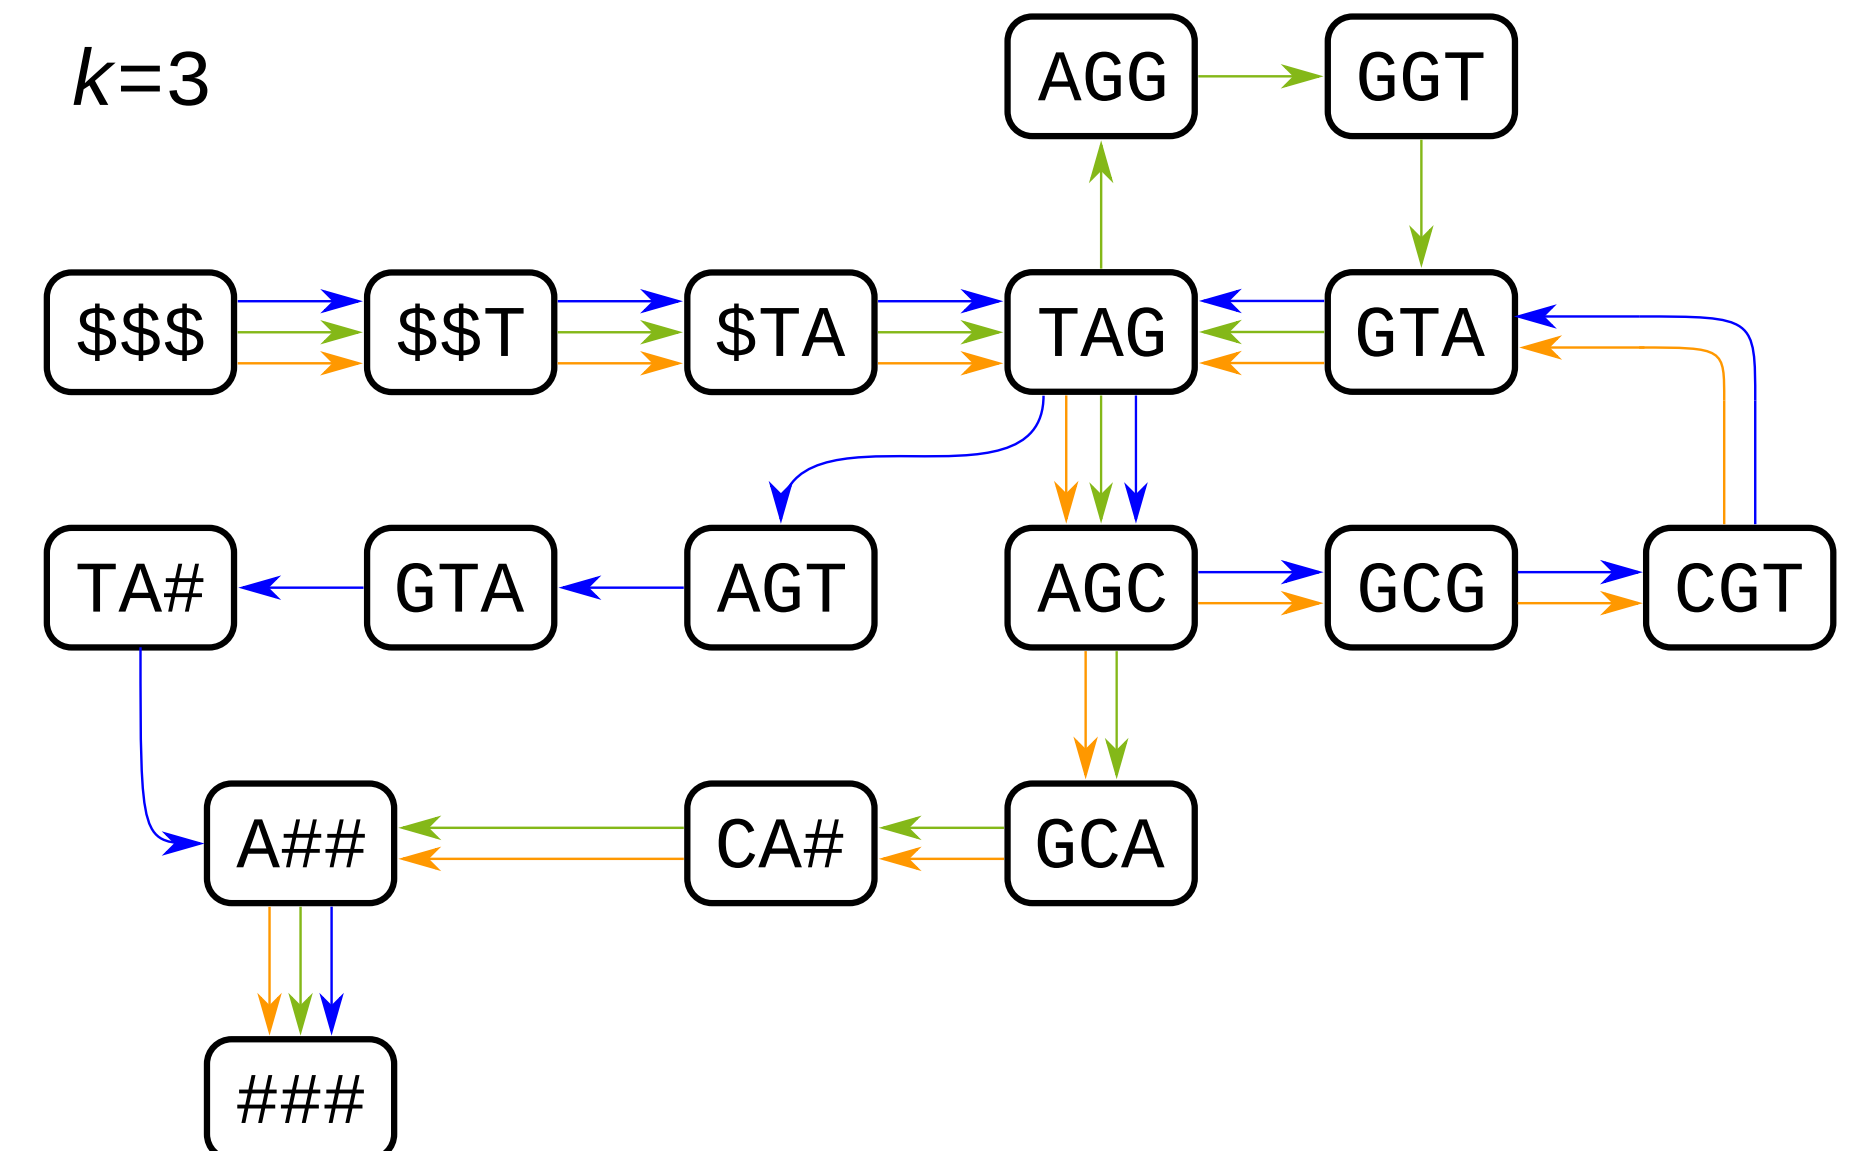 k=3
AGG GGT
$$$ $$T $TA TAG GTA
TA# GTA AGT AGC GCG CGT
A## CA# GCA
###